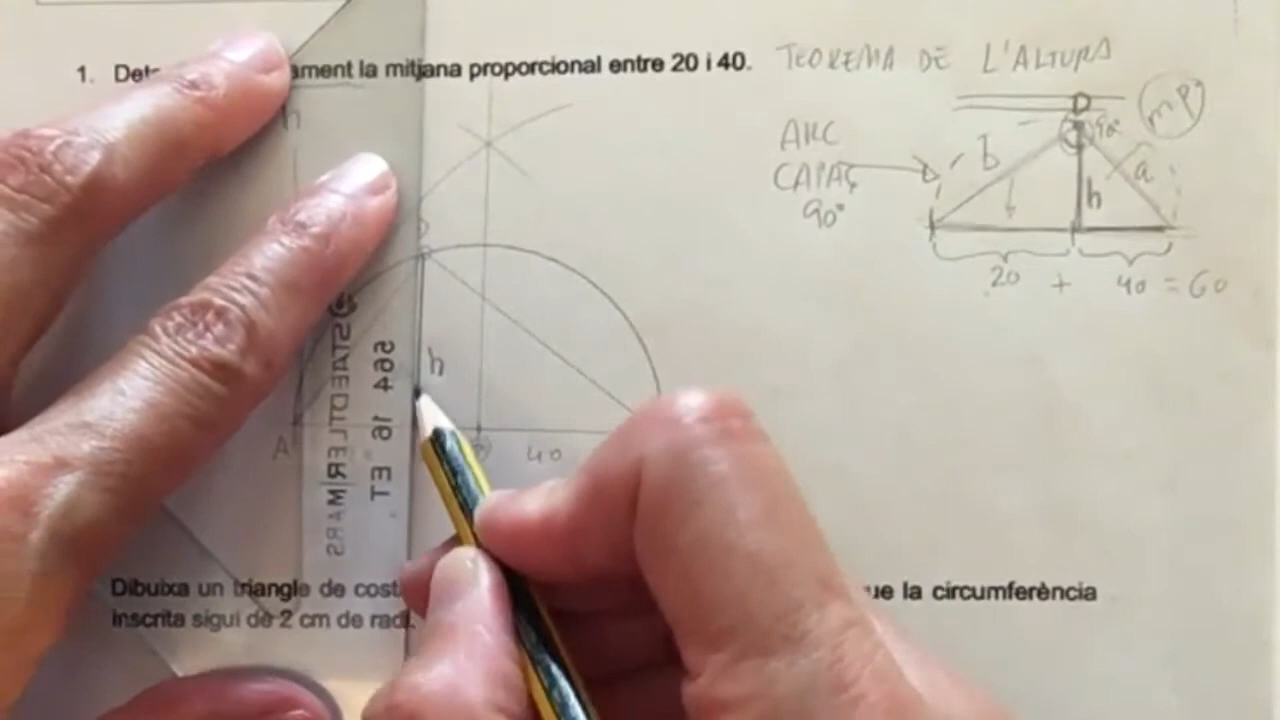 1. ament la mitjana proporcional entre 20 i 40.
TEOREMA DE L'ALTURA
mp
ARC
CAPAÇ
90°
90°
b
a
h
20 + 40 = 60
h
h
A
40
STAEDTLER MARS
564 16 ET
Dibuixa un triangle de cost ue la circumferència
inscrita sigui de 2 cm de radi.